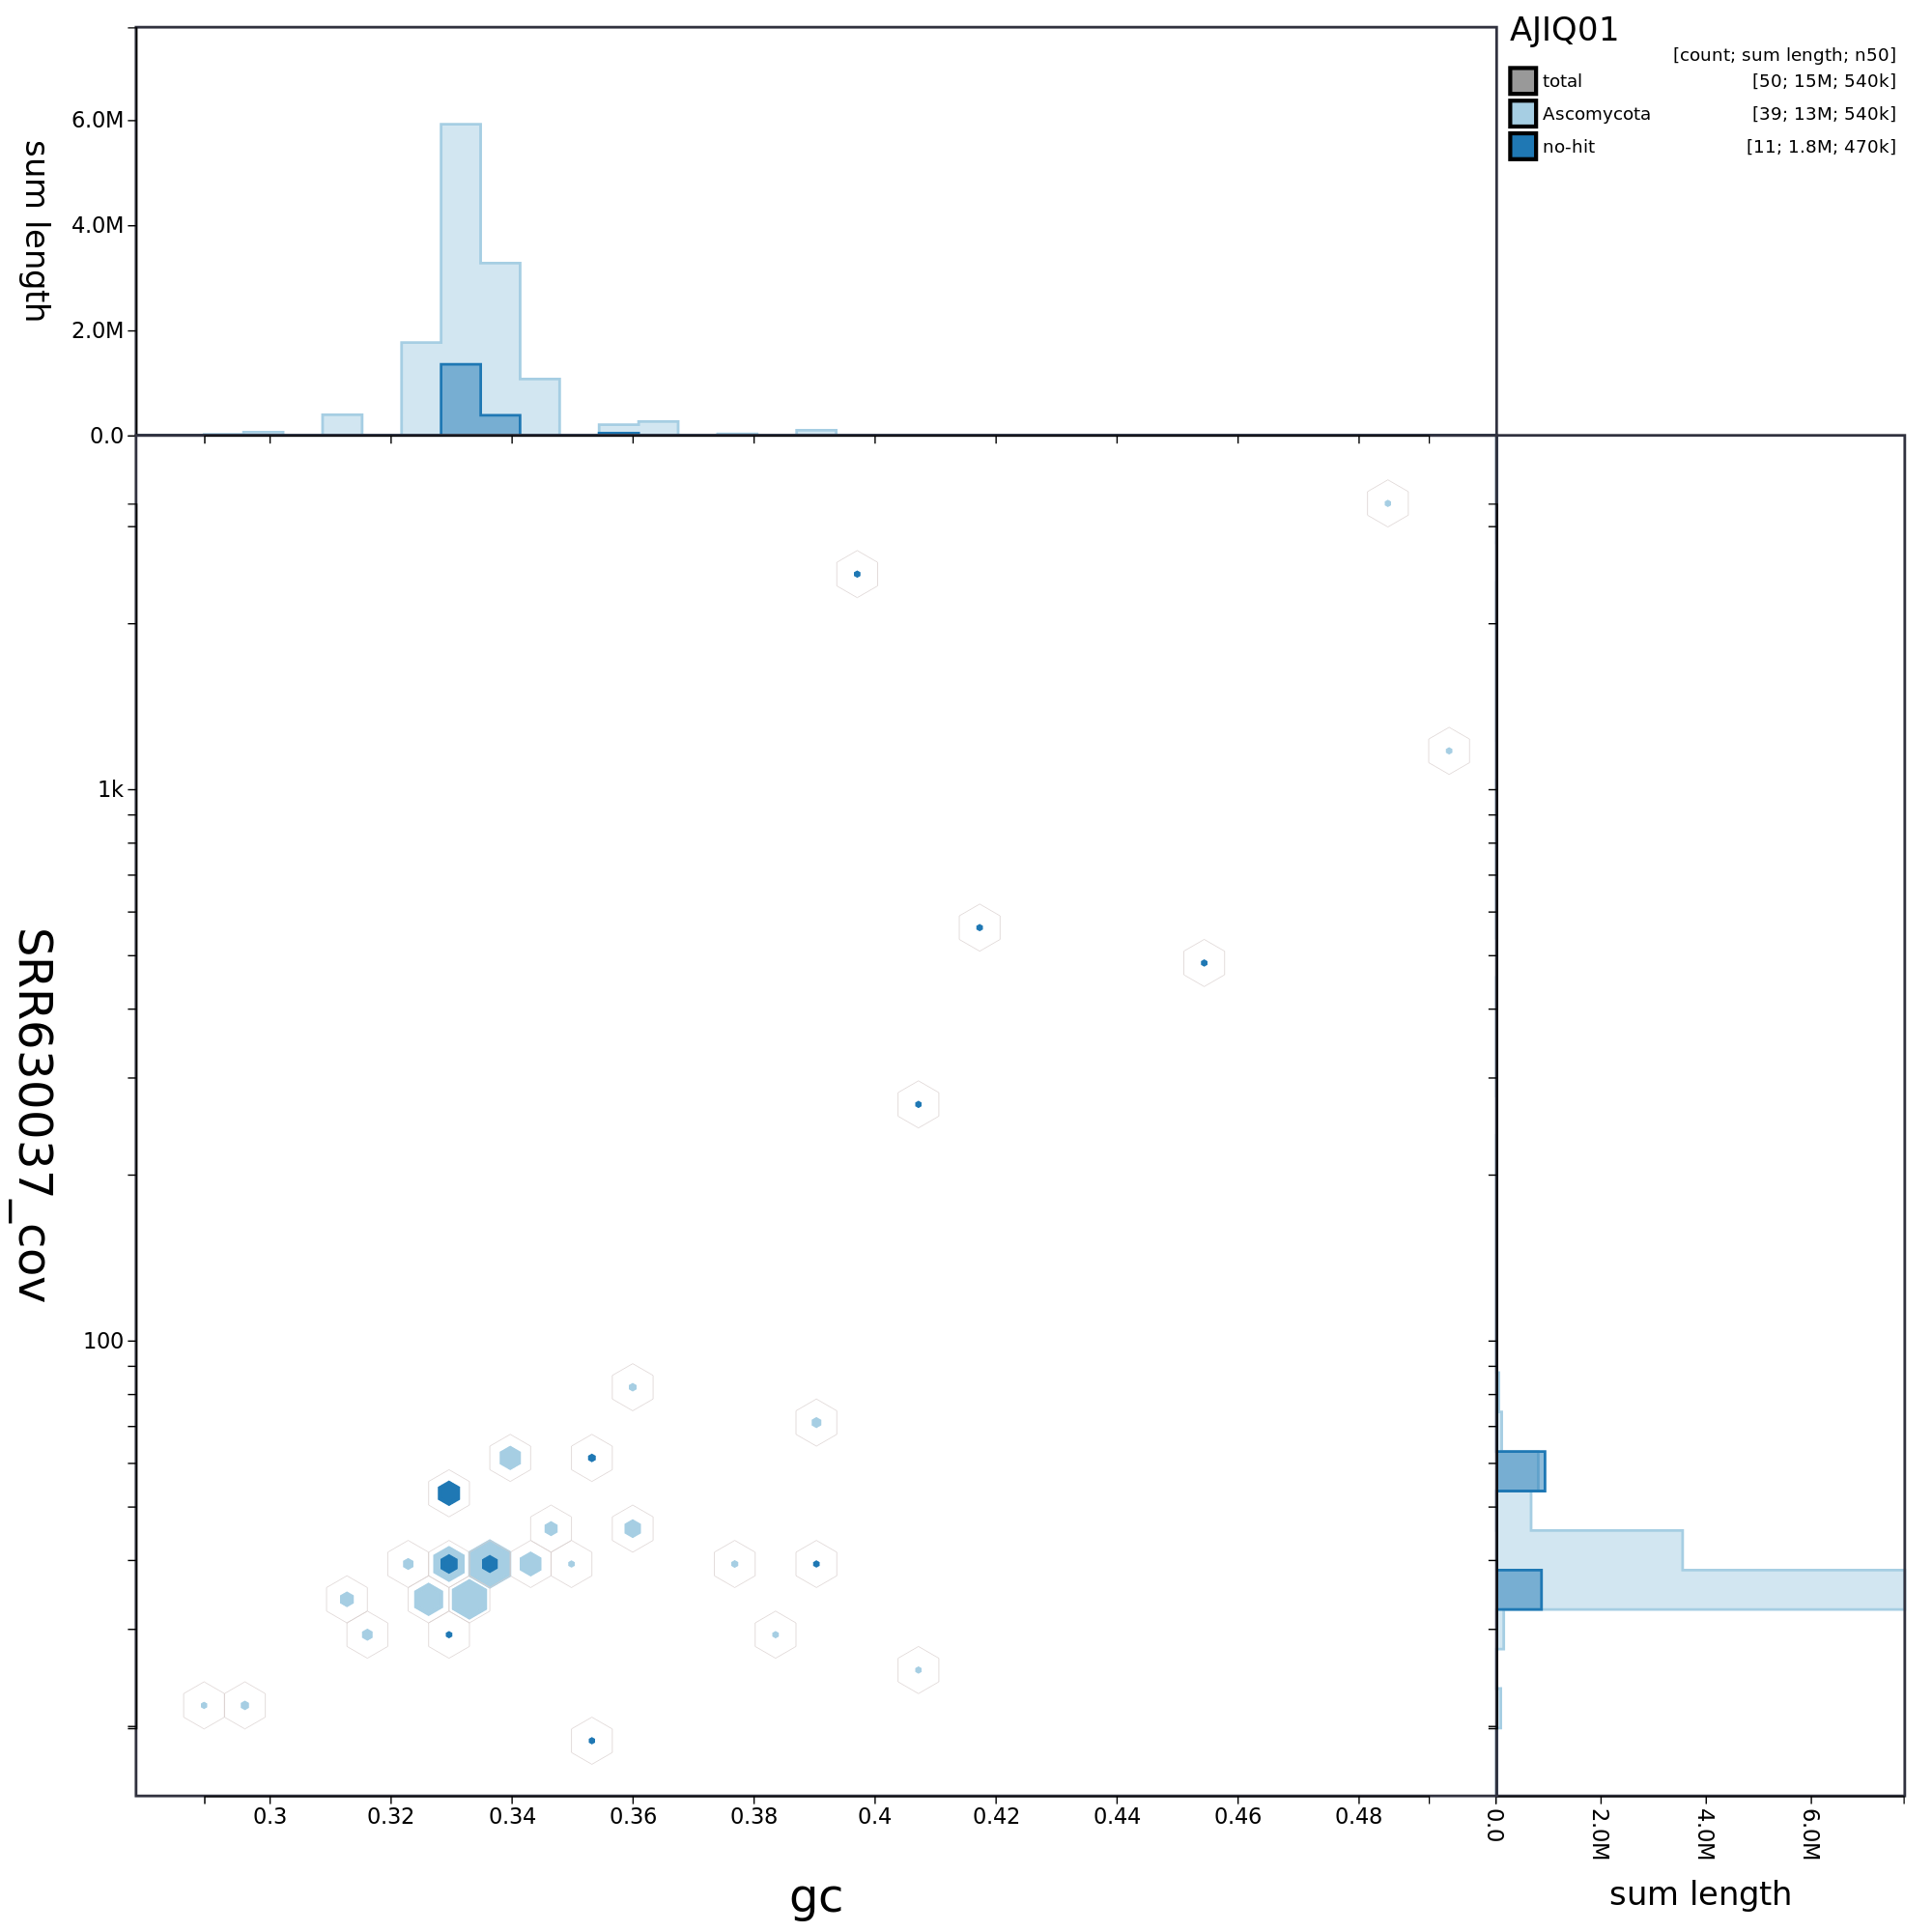 AJIQ01
[count; sum length; n50]
total [50; 15M; 540k]
Ascomycota [39; 13M; 540k]
no-hit [11; 1.8M; 470k]
sum length
6.0M
4.0M
2.0M
0.0
SRR630037_cov
1k
100
0.3 0.32 0.34 0.36 0.38 0.4 0.42 0.44 0.46 0.48
gc
0.0 2.0M 4.0M 6.0M
sum length